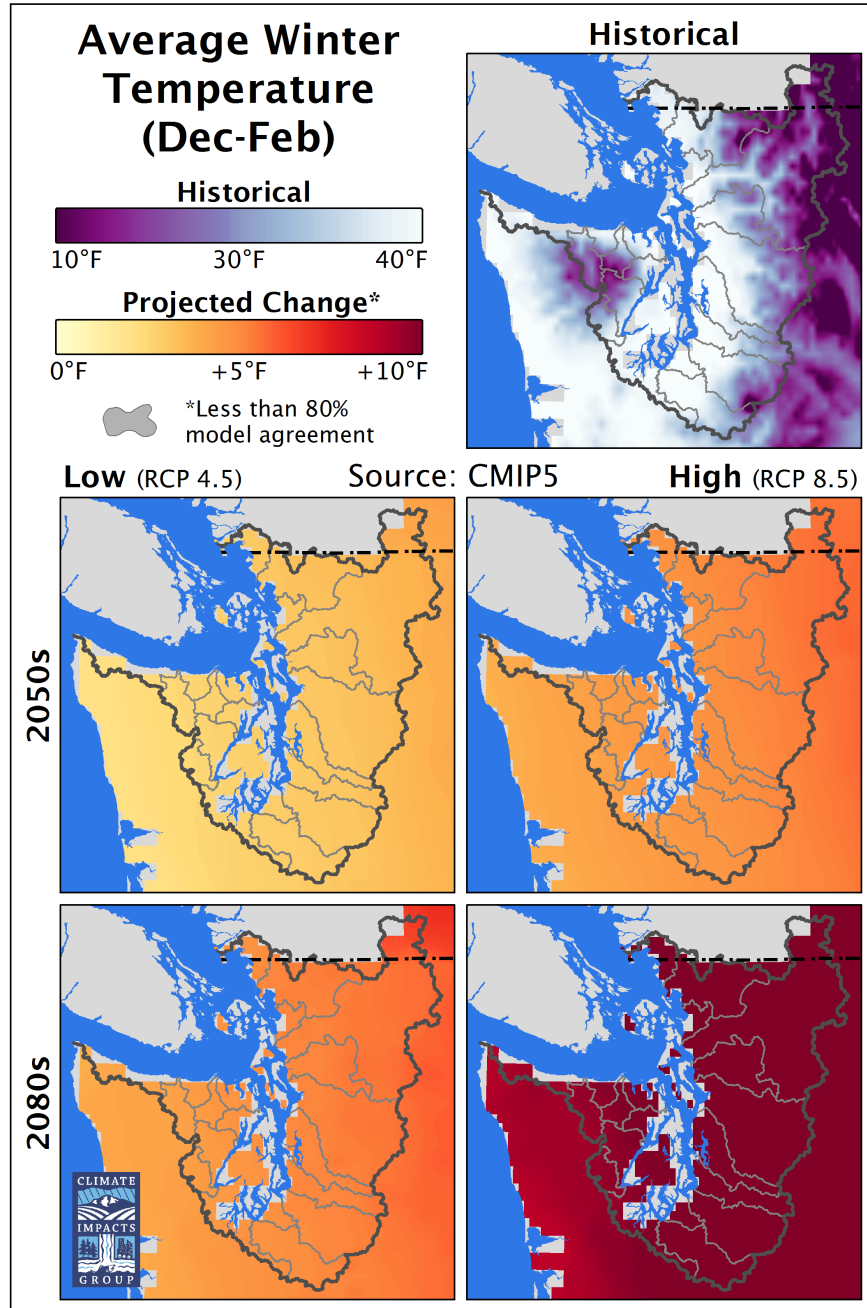 Average Winter
Temperature
(Dec-Feb)
Historical
10°F 30°F 40°F
Projected Change*
0°F +5°F +10°F
*Less than 80%
model agreement
Historical
Low (RCP 4.5) Source: CMIP5 High (RCP 8.5)
2050s
2080s
CLIMATE
IMPACTS
GROUP